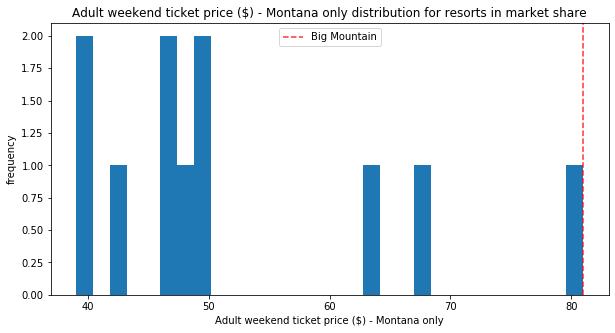 Adult weekend ticket price ($) - Montana only distribution for resorts in market share
Big Mountain
2.00
1.75
1.50
1.25
1.00
0.75
0.50
0.25
0.00
frequency
40 50 60 70 80
Adult weekend ticket price ($) - Montana only